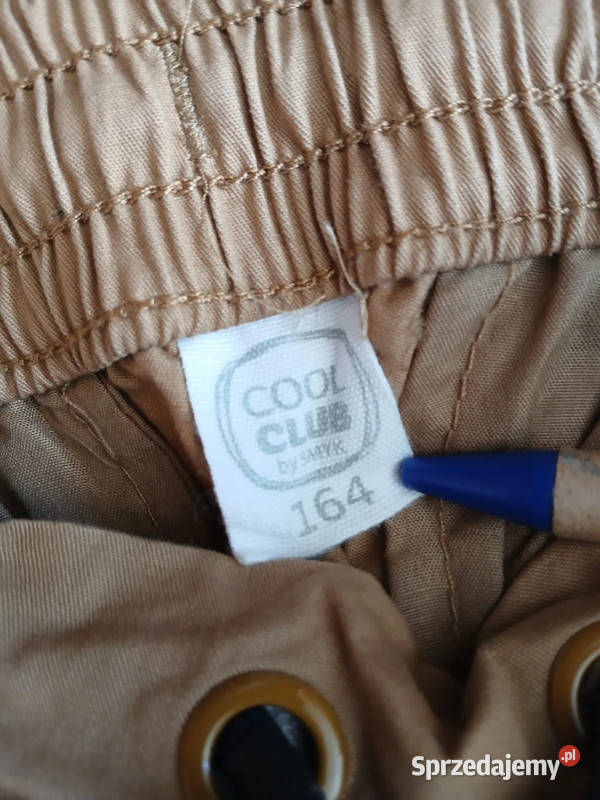 COOL
CLUB
by SMYK
164
Sprzedajemy.pl